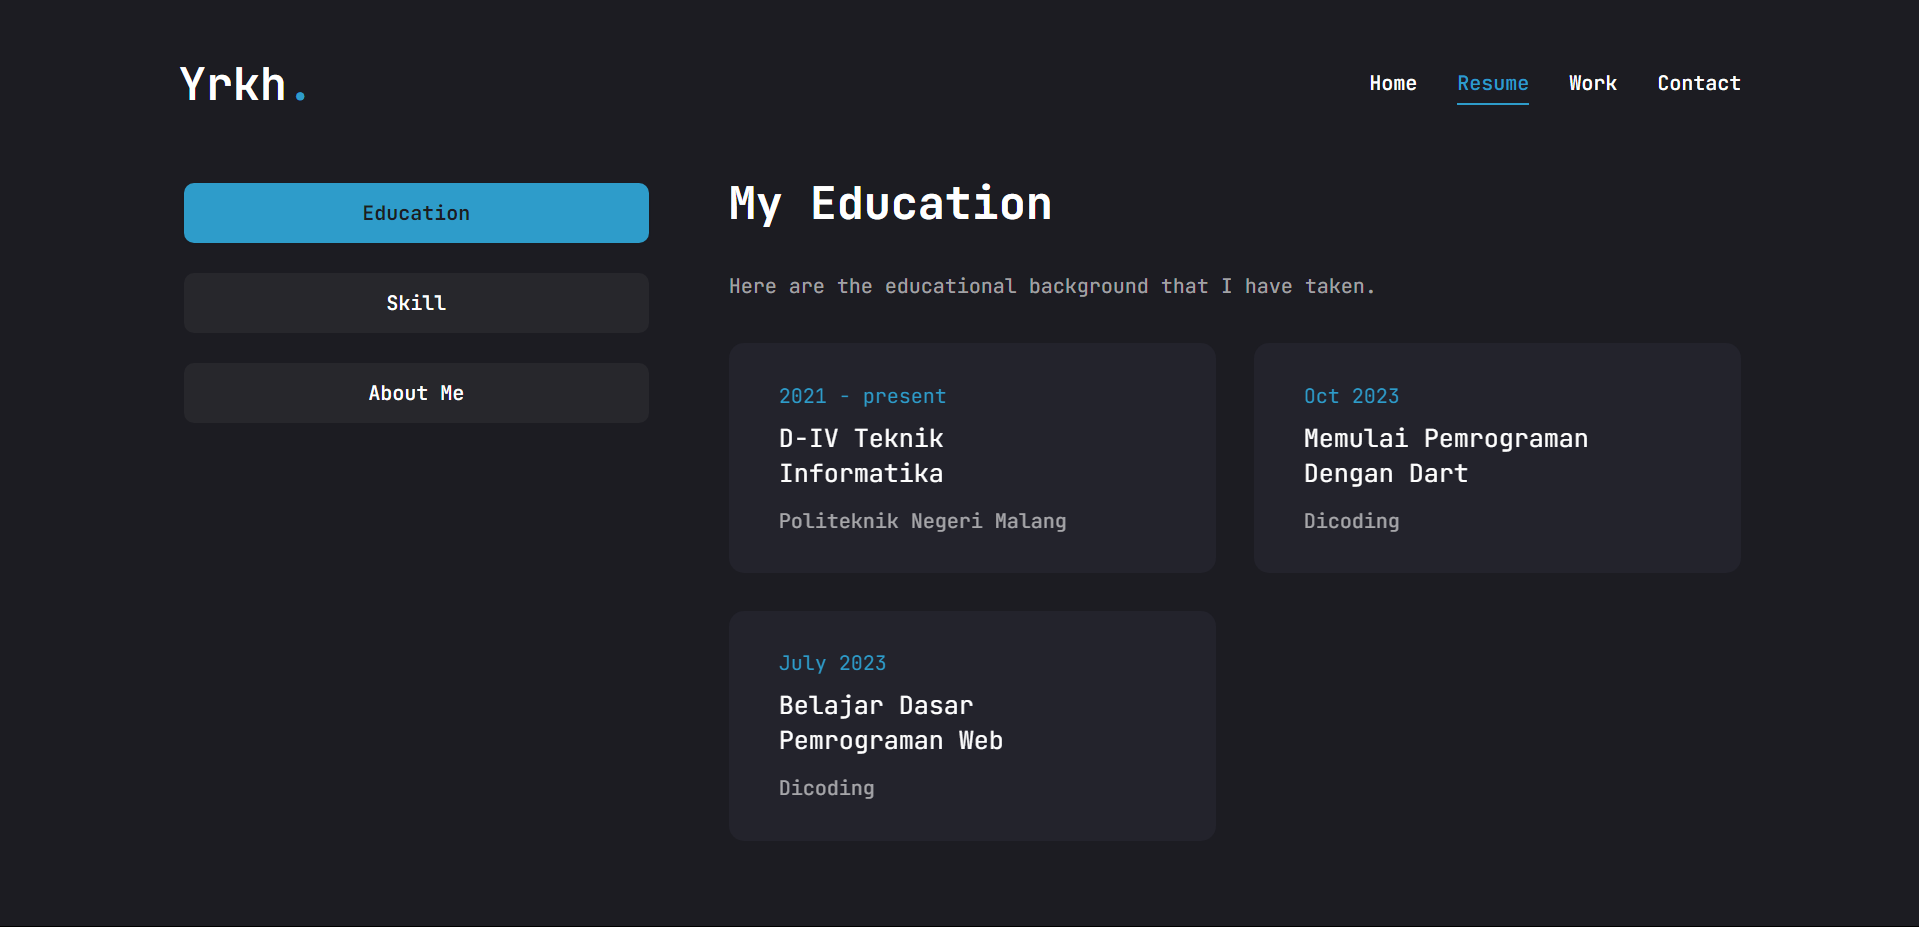 Yrkh.
Home
Resume
Work
Contact
Education
Skill
About Me
My Education
Here are the educational background that I have taken.
2021 - present
D-IV Teknik
Informatika
Politeknik Negeri Malang
Oct 2023
Memulai Pemrograman
Dengan Dart
Dicoding
July 2023
Belajar Dasar
Pemrograman Web
Dicoding